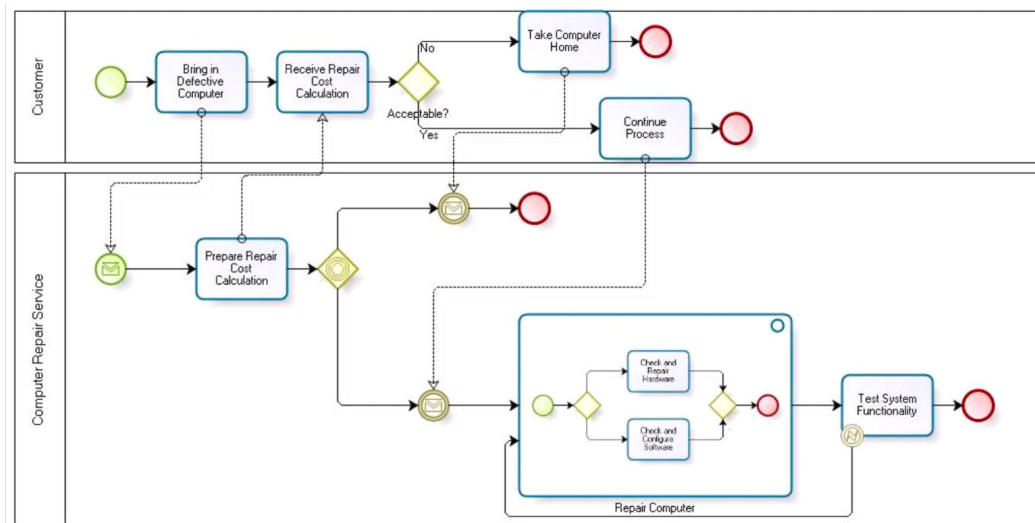 Customer
Bring in
Defective
Computer
Receive Repair
Cost
Calculation
Acceptable?
No
Yes
Take Computer
Home
Continue
Process
Computer Repair Service
Prepare Repair
Cost
Calculation
Check and
Repair
Hardware
Check and
Configure
Software
Repair Computer
Test System
Functionality